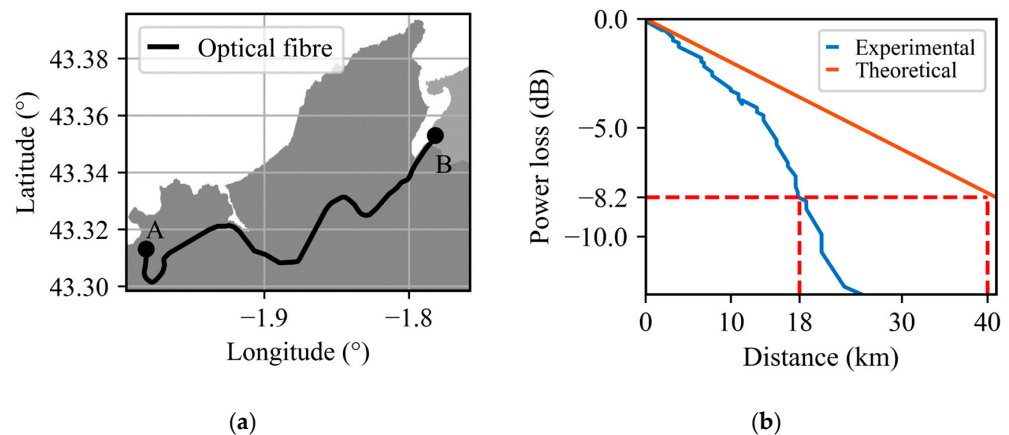 Optical fibre
43.38
43.36
43.34
43.32
43.30
Latitude (°)
A
B
−1.9
−1.8
Longitude (°)
(a)
Experimental
Theoretical
0.0
−5.0
−8.2
−10.0
Power loss (dB)
0
10
18
30
40
Distance (km)
(b)